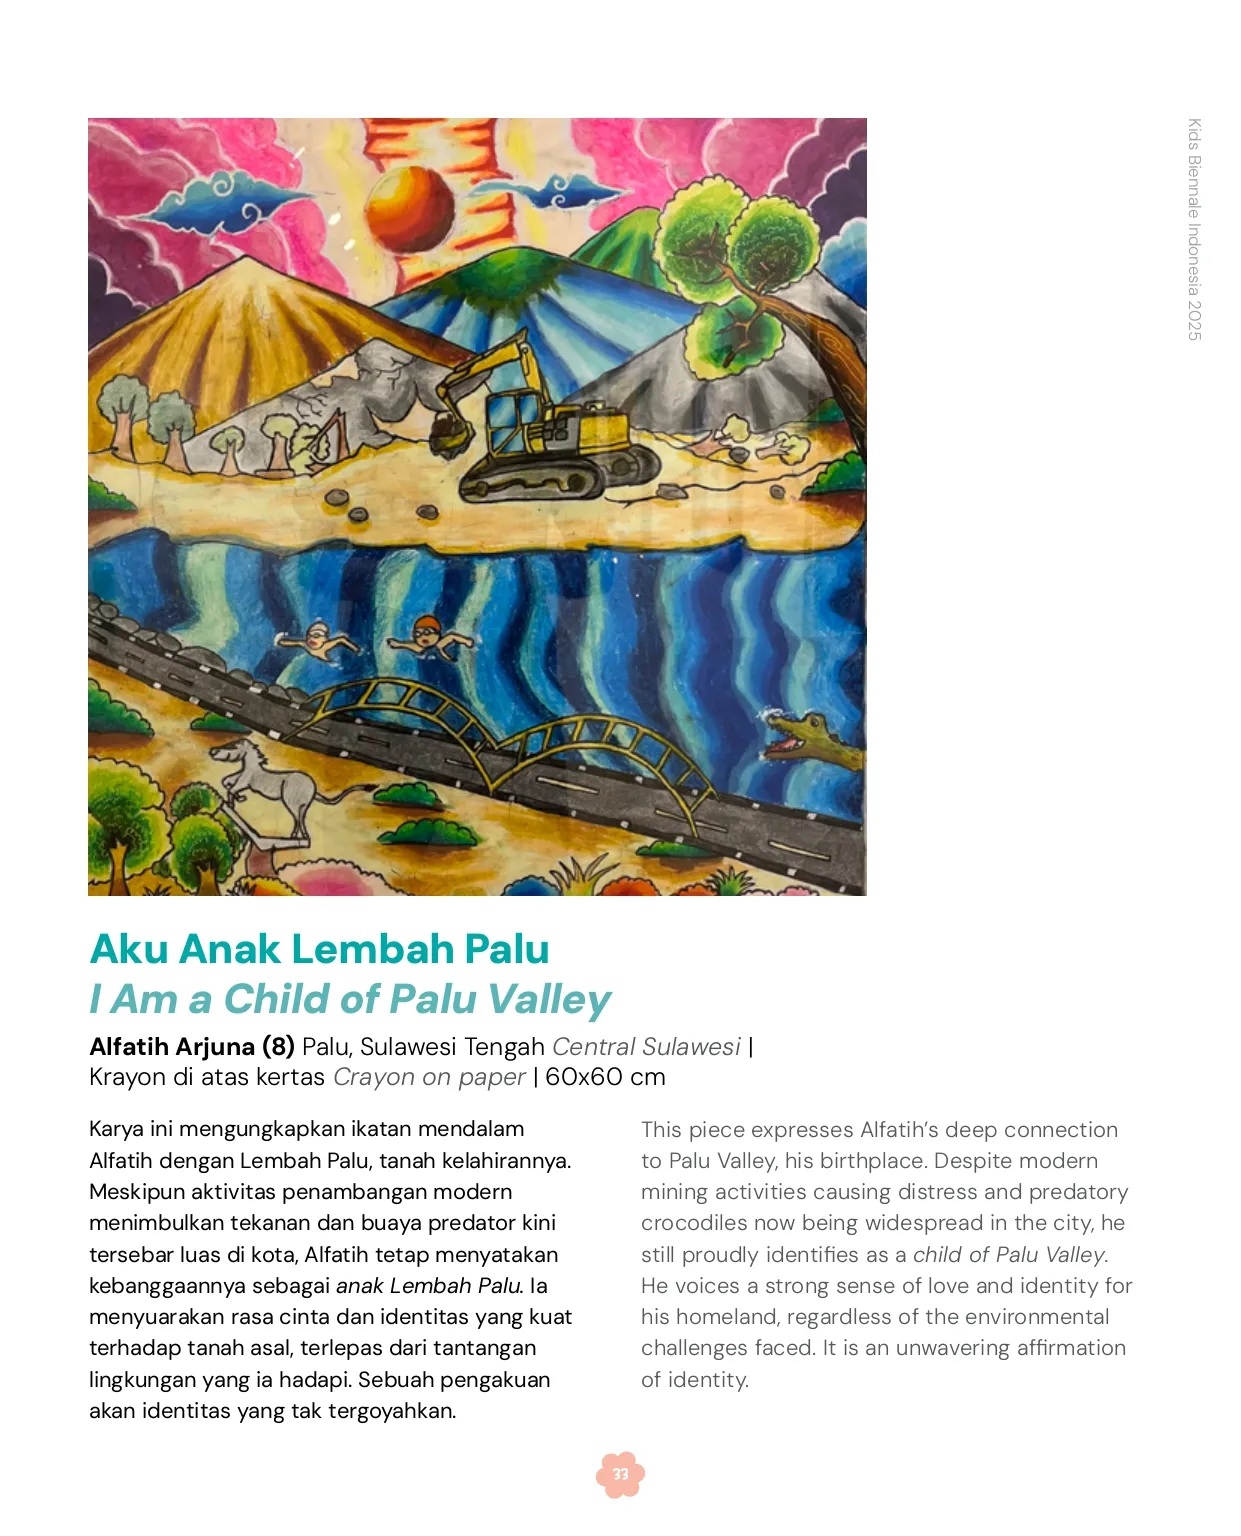 Kids Biennale Indonesia 2025
Aku Anak Lembah Palu
I Am a Child of Palu Valley
Alfatih Arjuna (8) Palu, Sulawesi Tengah Central Sulawesi |
Krayon di atas kertas Crayon on paper | 60x60 cm
Karya ini mengungkapkan ikatan mendalam
Alfatih dengan Lembah Palu, tanah kelahirannya.
Meskipun aktivitas penambangan modern
menimbulkan tekanan dan buaya predator kini
tersebar luas di kota, Alfatih tetap menyatakan
kebanggaannya sebagai anak Lembah Palu. Ia
menyuarakan rasa cinta dan identitas yang kuat
terhadap tanah asal, terlepas dari tantangan
lingkungan yang ia hadapi. Sebuah pengakuan
akan identitas yang tak tergoyahkan.
This piece expresses Alfatih’s deep connection
to Palu Valley, his birthplace. Despite modern
mining activities causing distress and predatory
crocodiles now being widespread in the city, he
still proudly identifies as a child of Palu Valley.
He voices a strong sense of love and identity for
his homeland, regardless of the environmental
challenges faced. It is an unwavering affirmation
of identity.
33